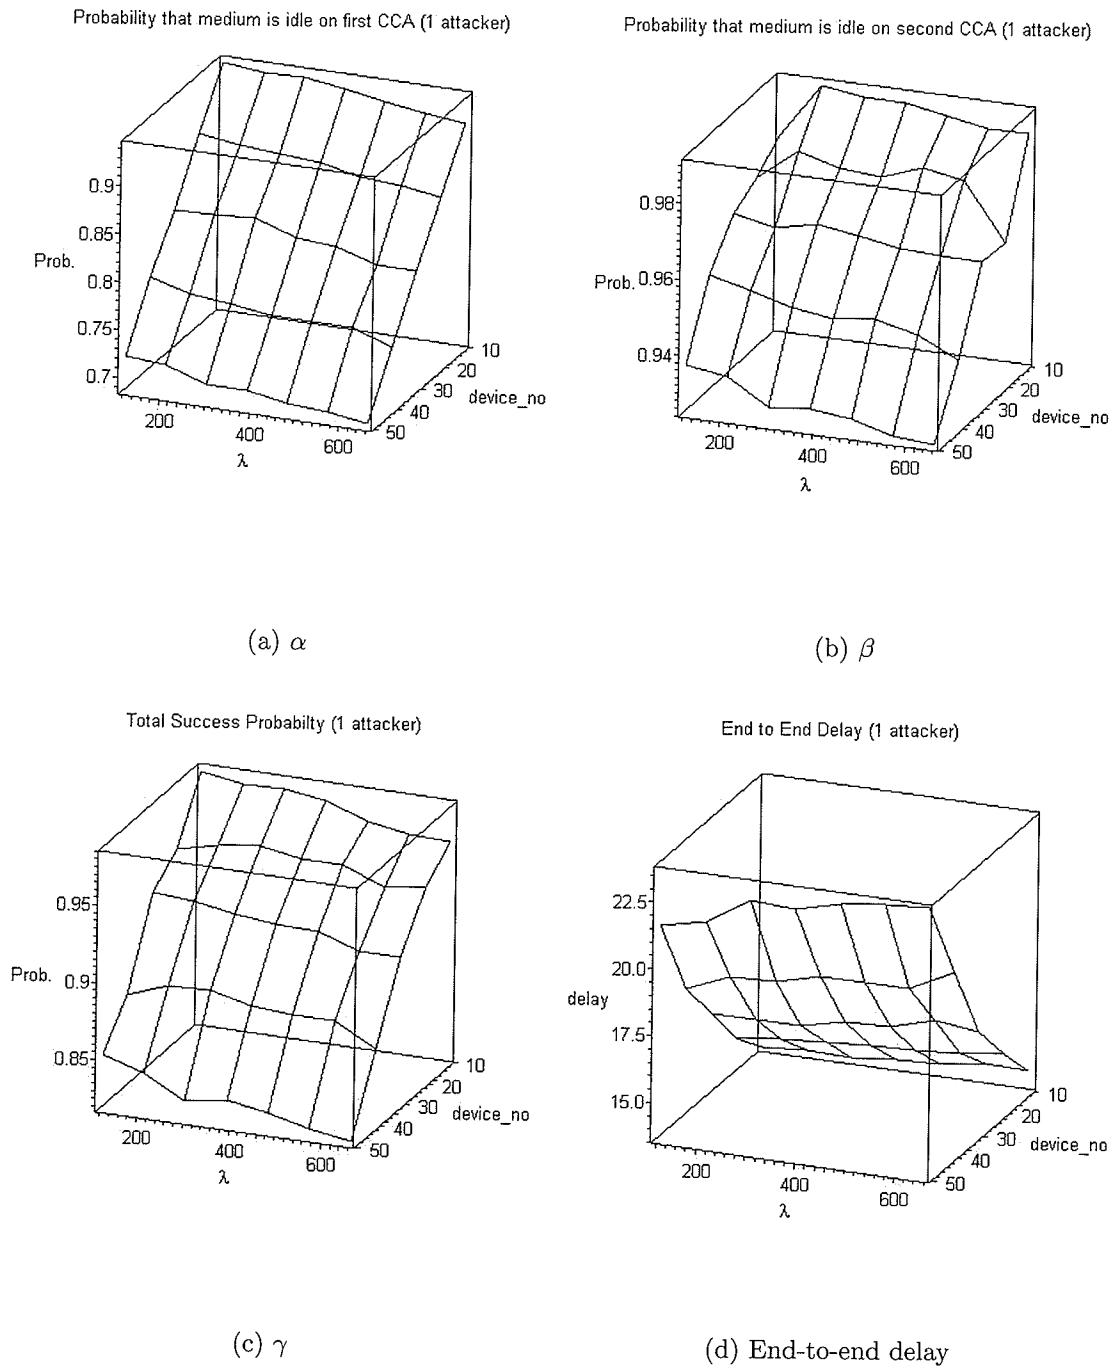 Probability that medium is idle on first CCA (1 attacker)
0.9
0.85
Prob.
0.8
0.75
0.7
200
400
600
λ
50
40
30
20
10
device_no
(a) α
Probability that medium is idle on second CCA (1 attacker)
0.98
Prob.
0.96
0.94
200
400
600
λ
50
40
30
20
10
device_no
(b) β
Total Success Probabilty (1 attacker)
0.95
Prob.
0.9
0.85
200
400
600
λ
50
40
30
20
10
device_no
(c) γ
End to End Delay (1 attacker)
22.5
20.0
delay
17.5
15.0
200
400
600
λ
50
40
30
20
10
device_no
(d) End-to-end delay